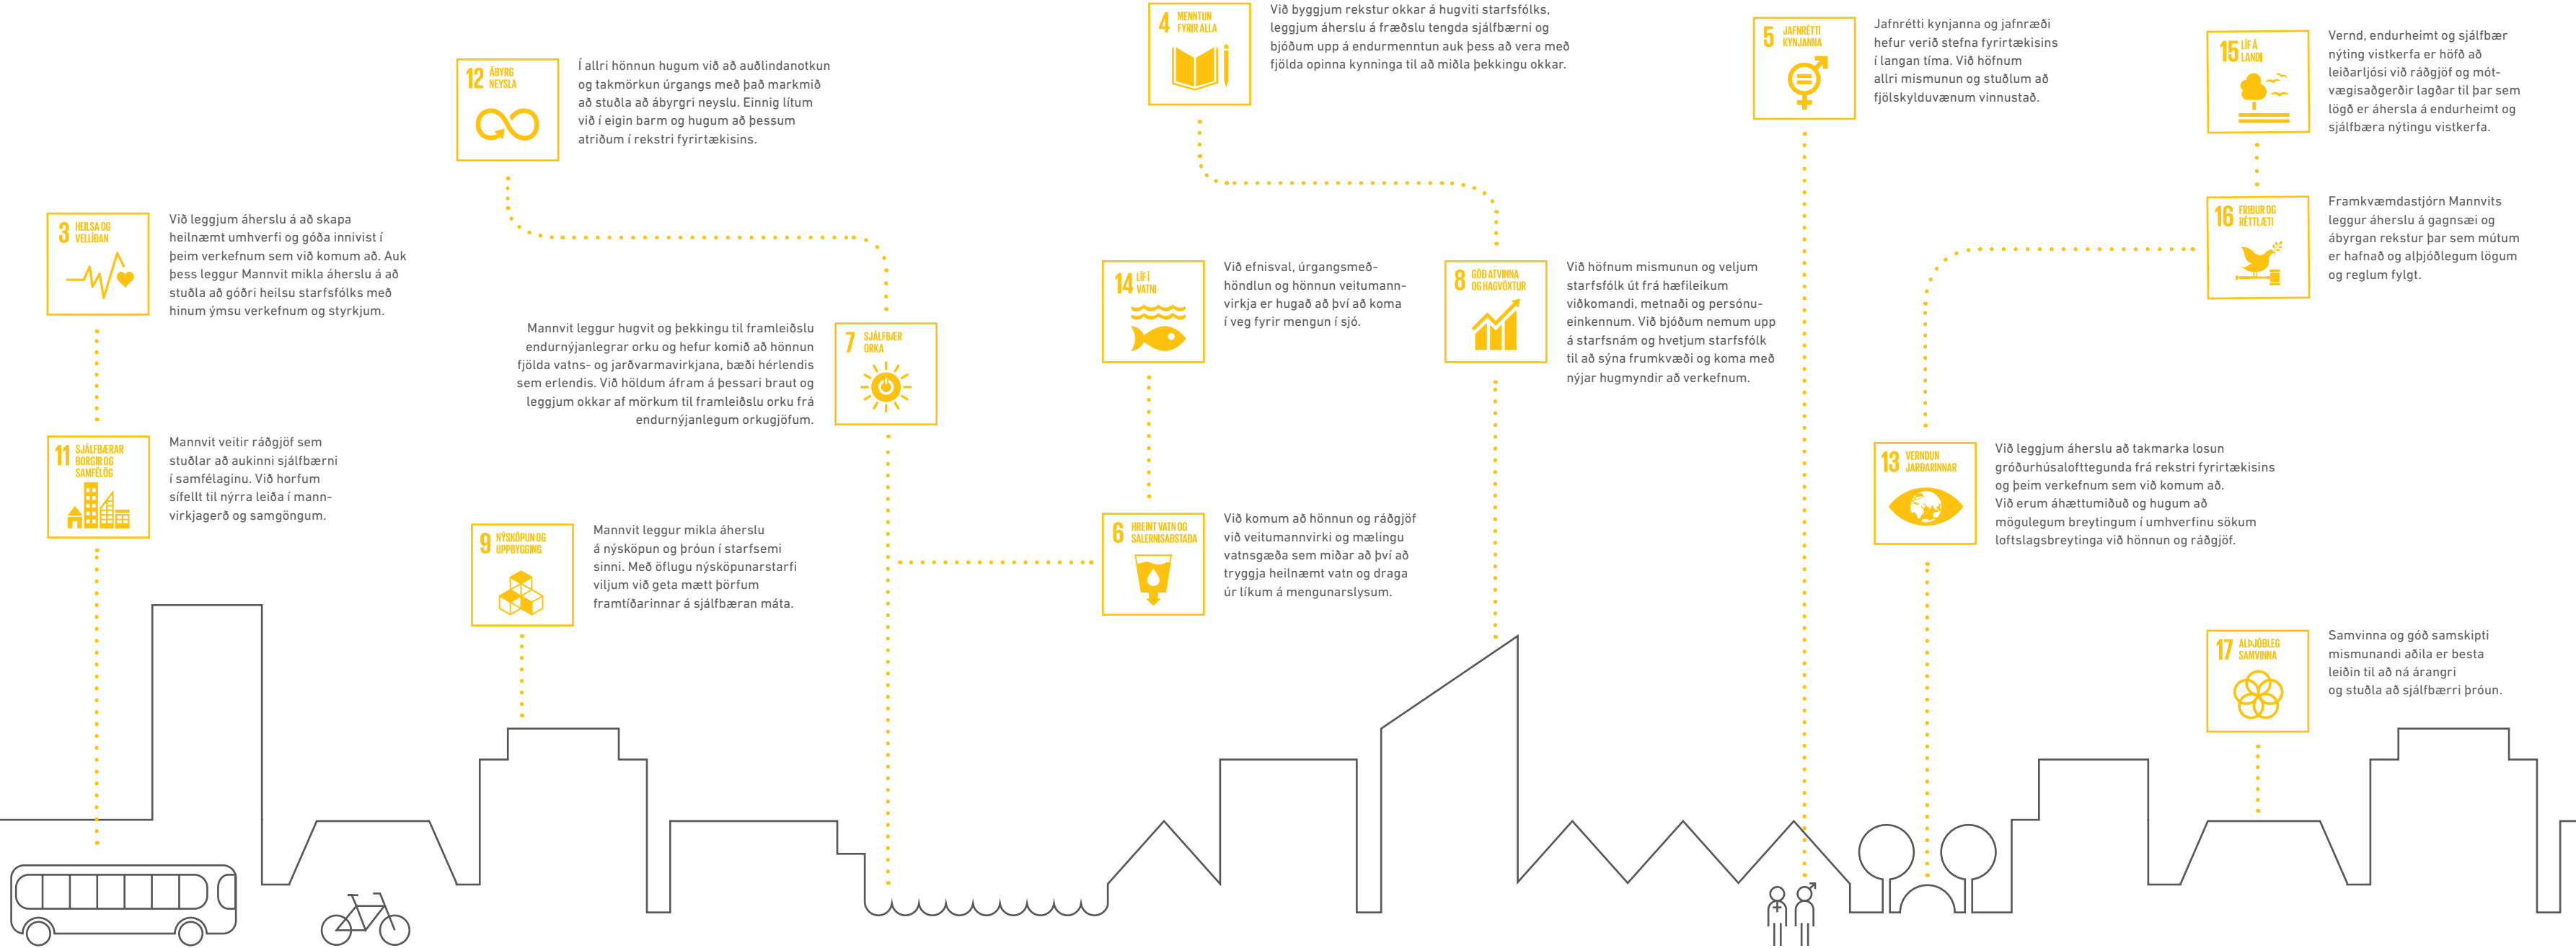 3 HEILSA OG
VELLÍÐAN
Við leggjum áherslu á að skapa
heilnæmt umhverfi og góða innivist í
þeim verkefnum sem við komum að. Auk
þess leggur Mannvit mikla áherslu á að
stuðla að góðri heilsu starfsfólks með
hinum ýmsu verkefnum og styrkjum.
11 SJÁLFBÆRAR
BORGIR OG
SAMFÉLÖG
Mannvit veitir ráðgjöf sem
stuðlar að aukinni sjálfbærni
í samfélaginu. Við horfum
sífellt til nýrra leiða í mann-
virkjagerð og samgöngum.
12 ÁBYRG
NEYSLA
Í allri hönnun hugum við að auðlindanotkun
og takmörkun úrgangs með það markmið
að stuðla að ábyrgri neyslu. Einnig lítum
við í eigin barm og hugum að þessum
atriðum í rekstri fyrirtækisins.
7 SJÁLFBÆR
ORKA
Mannvit leggur hugvit og þekkingu til framleiðslu
endurnýjanlegrar orku og hefur komið að hönnun
fjölda vatns- og jarðvarmavirkjana, bæði hérlendis
sem erlendis. Við höldum áfram á þessari braut og
leggjum okkar af mörkum til framleiðslu orku frá
endurnýjanlegum orkugjöfum.
9 NÝSKÖPUN OG
UPPBYGGING
Mannvit leggur mikla áherslu
á nýsköpun og þróun í starfsemi
sinni. Með öflugu nýsköpunarstarfi
viljum við geta mætt þörfum
framtíðarinnar á sjálfbæran máta.
4 MENNTUN
FYRIR ALLA
Við byggjum rekstur okkar á hugviti starfsfólks,
leggjum áherslu á fræðslu tengda sjálfbærni og
bjóðum upp á endurmenntun auk þess að vera með
fjölda opinna kynninga til að miðla þekkingu okkar.
14 LÍF Í
VATNI
Við efnisval, úrgangsmeð-
höndlun og hönnun veitumann-
virkja er hugað að því að koma
í veg fyrir mengun í sjó.
8 GÓÐ ATVINNA
OG HAGVÖXTUR
Við höfnum mismunun og veljum
starfsfólk út frá hæfileikum
viðkomandi, metnaði og persónu-
einkennum. Við bjóðum nemum upp
á starfsnám og hvetjum starfsfólk
til að sýna frumkvæði og koma með
nýjar hugmyndir að verkefnum.
6 HREINT VATN OG
SALERNISAÐSTAÐA
Við komum að hönnun og ráðgjöf
við veitumannvirki og mælingu
vatnsgæða sem miðar að því að
tryggja heilnæmt vatn og draga
úr líkum á mengunarslysum.
5 JAFNRÉTTI
KYNJANNA
Jafnrétti kynjanna og jafnræði
hefur verið stefna fyrirtækisins
í langan tíma. Við höfnum
allri mismunun og stuðlum að
fjölskylduvænum vinnustað.
15 LÍF Á
LANDI
Vernd, endurheimt og sjálfbær
nýting vistkerfa er höfð að
leiðarljósi við ráðgjöf og mót-
vægisaðgerðir lagðar til þar sem
lögð er áhersla á endurheimt og
sjálfbæra nýtingu vistkerfa.
16 FRIÐUR OG
RÉTTLÆTI
Framkvæmdastjórn Mannvits
leggur áherslu á gagnsæi og
ábyrgan rekstur þar sem mútum
er hafnað og alþjóðlegum lögum
og reglum fylgt.
13 VERNDUN
JARÐARINNAR
Við leggjum áherslu að takmarka losun
gróðurhúsalofttegunda frá rekstri fyrirtækisins
og þeim verkefnum sem við komum að.
Við erum áhættumiðuð og hugum að
mögulegum breytingum í umhverfinu sökum
loftslagsbreytinga við hönnun og ráðgjöf.
17 ALÞJÓÐLEG
SAMVINNA
Samvinna og góð samskipti
mismunandi aðila er besta
leiðin til að ná árangri
og stuðla að sjálfbærri þróun.